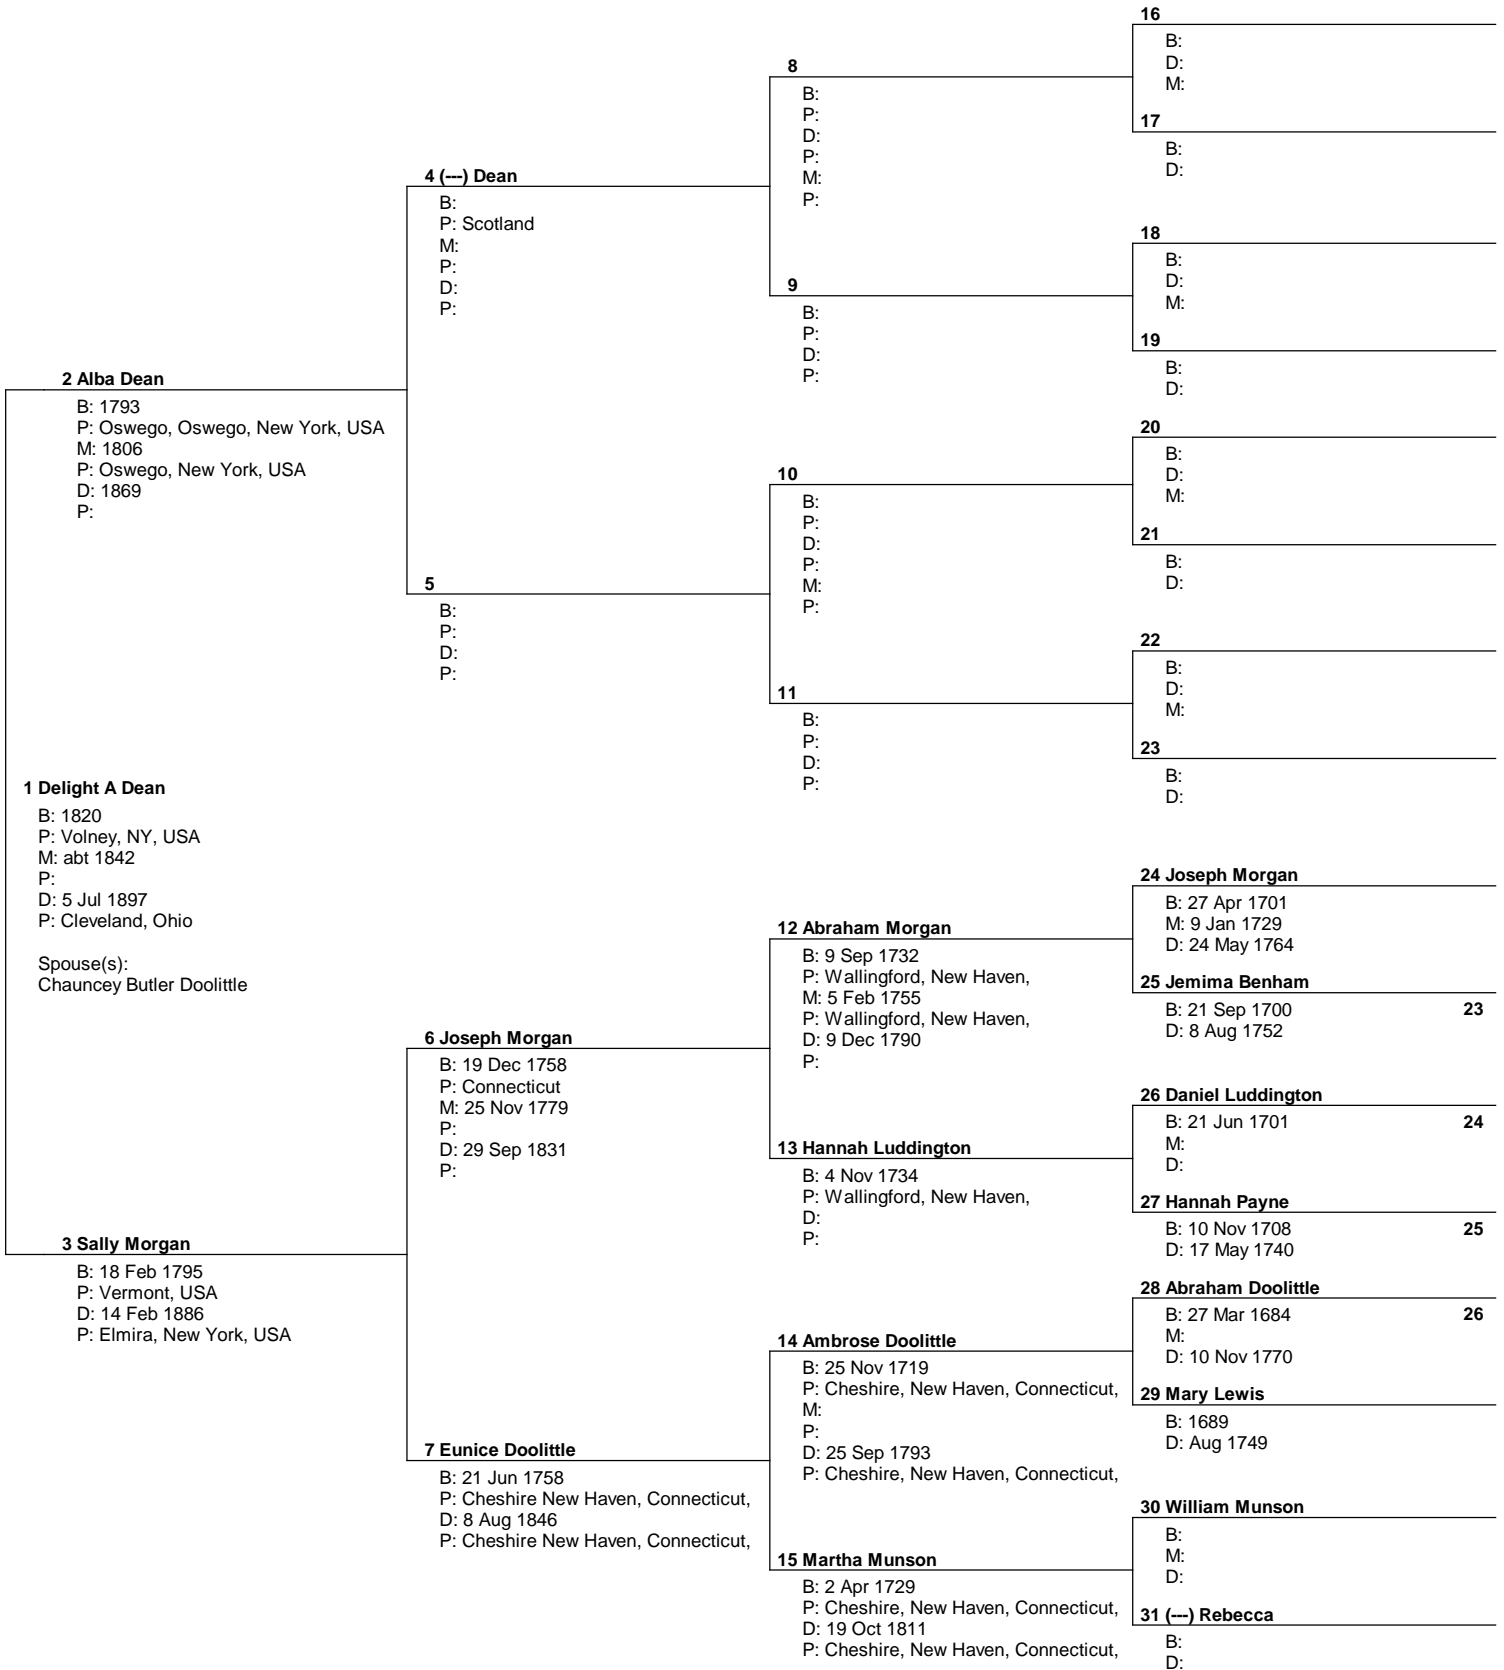 16
B:
D:
M:
8
B:
P:
D:
P:
M:
P:
17
B:
D:
4 (---) Dean
B:
P: Scotland
M:
P:
D:
P:
18
B:
D:
M:
9
B:
P:
D:
P:
19
B:
D:
2 Alba Dean
B: 1793
P: Oswego, Oswego, New York, USA
M: 1806
P: Oswego, New York, USA
D: 1869
P:
20
B:
D:
M:
10
B:
P:
D:
P:
M:
P:
21
B:
D:
5
B:
P:
D:
P:
22
B:
D:
M:
11
B:
P:
D:
P:
23
B:
D:
1 Delight A Dean
B: 1820
P: Volney, NY, USA
M: abt 1842
P:
D: 5 Jul 1897
P: Cleveland, Ohio
Spouse(s):
Chauncey Butler Doolittle
24 Joseph Morgan
B: 27 Apr 1701
M: 9 Jan 1729
D: 24 May 1764
12 Abraham Morgan
B: 9 Sep 1732
P: Wallingford, New Haven,
M: 5 Feb 1755
P: Wallingford, New Haven,
D: 9 Dec 1790
P:
25 Jemima Benham
B: 21 Sep 1700 23
D: 8 Aug 1752
6 Joseph Morgan
B: 19 Dec 1758
P: Connecticut
M: 25 Nov 1779
P:
D: 29 Sep 1831
P:
26 Daniel Luddington
B: 21 Jun 1701 24
M:
D:
13 Hannah Luddington
B: 4 Nov 1734
P: Wallingford, New Haven,
D:
P:
27 Hannah Payne
B: 10 Nov 1708 25
D: 17 May 1740
3 Sally Morgan
B: 18 Feb 1795
P: Vermont, USA
D: 14 Feb 1886
P: Elmira, New York, USA
28 Abraham Doolittle
B: 27 Mar 1684 26
M:
D: 10 Nov 1770
14 Ambrose Doolittle
B: 25 Nov 1719
P: Cheshire, New Haven, Connecticut,
M:
P:
D: 25 Sep 1793
P: Cheshire, New Haven, Connecticut,
29 Mary Lewis
B: 1689
D: Aug 1749
7 Eunice Doolittle
B: 21 Jun 1758
P: Cheshire New Haven, Connecticut,
D: 8 Aug 1846
P: Cheshire New Haven, Connecticut,
30 William Munson
B:
M:
D:
15 Martha Munson
B: 2 Apr 1729
P: Cheshire, New Haven, Connecticut,
D: 19 Oct 1811
P: Cheshire, New Haven, Connecticut,
31 (---) Rebecca
B:
D: